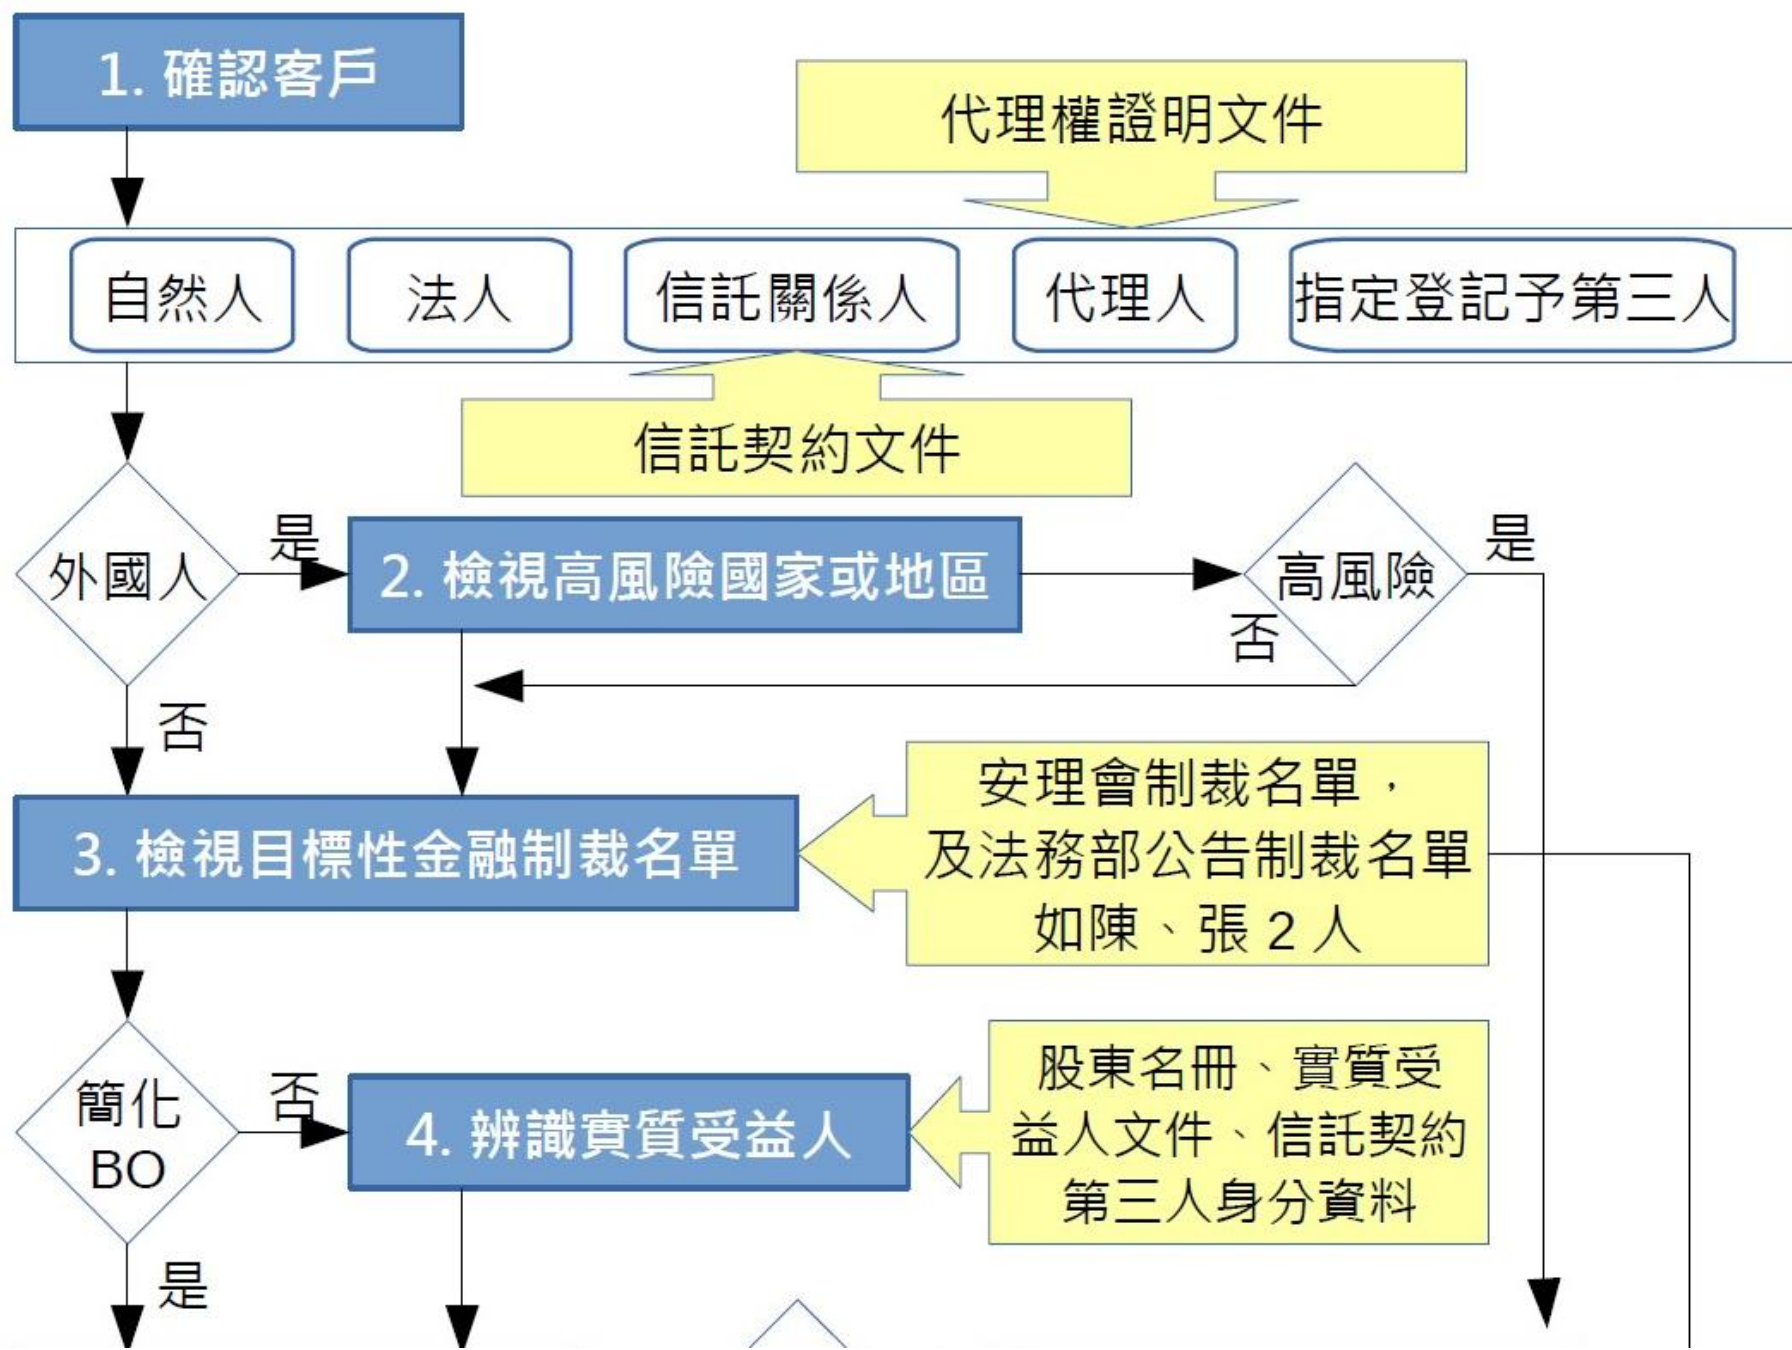 1. 確認客戶
代理權證明文件
自然人
法人
信託關係人
代理人
指定登記予第三人
信託契約文件
外國人
是
2. 檢視高風險國家或地區
高風險
是
否
否
3. 檢視目標性金融制裁名單
安理會制裁名單，
及法務部公告制裁名單
如陳、張 2 人
簡化
BO
否
4. 辨識實質受益人
股東名冊、實質受
益人文件、信託契約
第三人身分資料
是